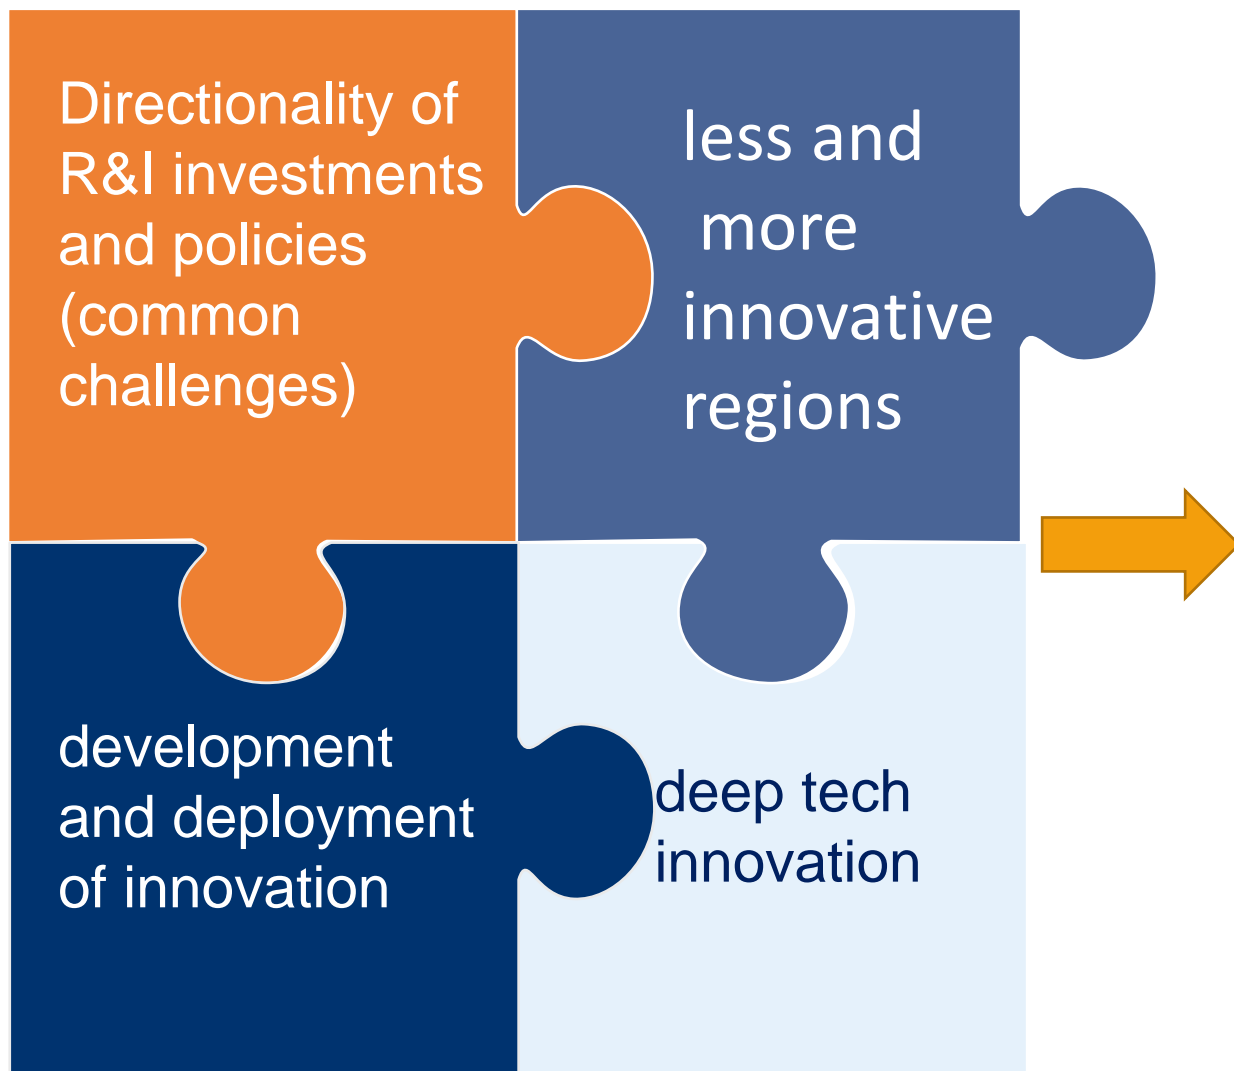 Directionality of
R&I investments
and policies
(common
challenges)
less and
more
innovative
regions
development
and deployment
of innovation
deep tech
innovation